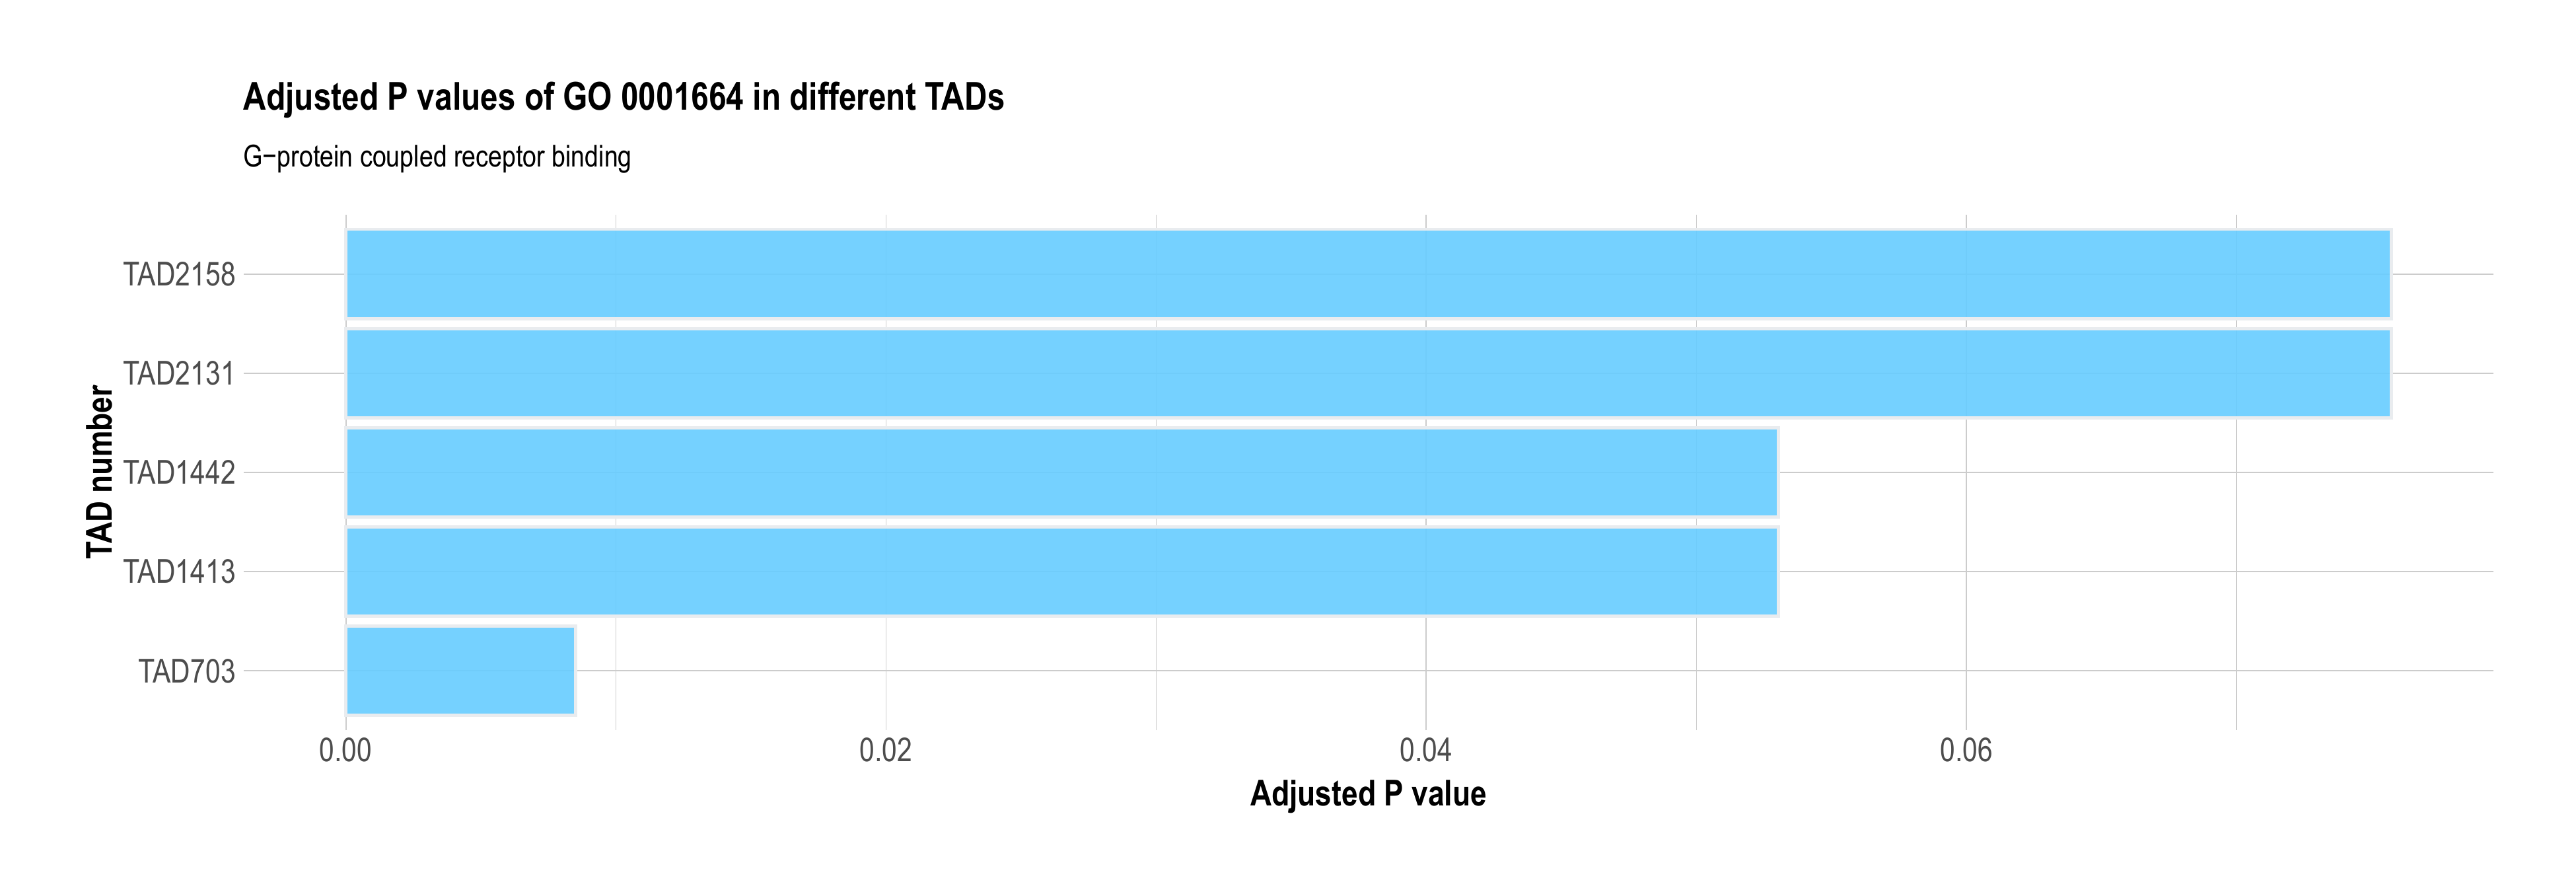 Adjusted P values of GO 0001664 in different TADs
G−protein coupled receptor binding
TAD number
TAD2158
TAD2131
TAD1442
TAD1413
TAD703
0.00 0.02 0.04 0.06
Adjusted P value